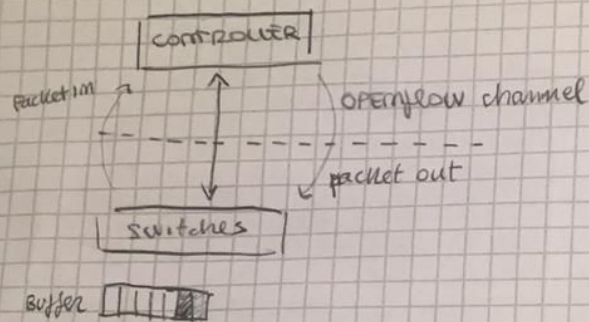 CONTROLLER
packet in
OPENflow channel
packet out
switches
Buffer